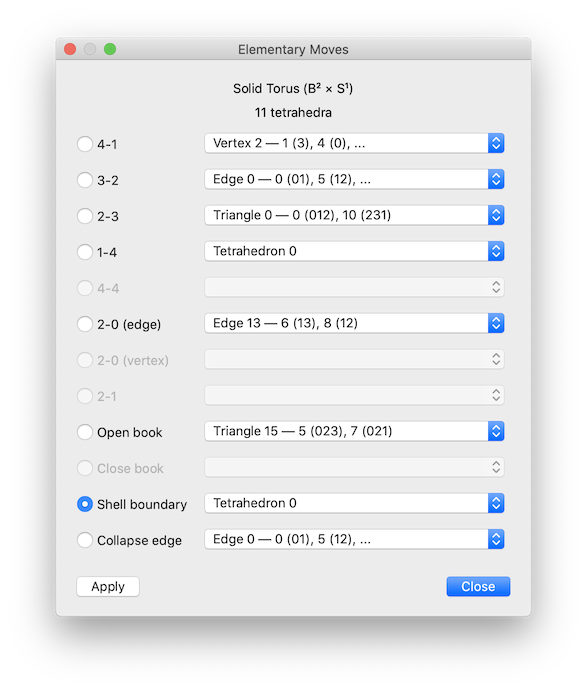 Elementary Moves
Solid Torus (B² × S¹)
11 tetrahedra
4-1 Vertex 2 — 1 (3), 4 (0), ...
3-2 Edge 0 — 0 (01), 5 (12), ...
2-3 Triangle 0 — 0 (012), 10 (231)
1-4 Tetrahedron 0
4-4
2-0 (edge) Edge 13 — 6 (13), 8 (12)
2-0 (vertex)
2-1
Open book Triangle 15 — 5 (023), 7 (021)
Close book
Shell boundary Tetrahedron 0
Collapse edge Edge 0 — 0 (01), 5 (12), ...
Apply Close